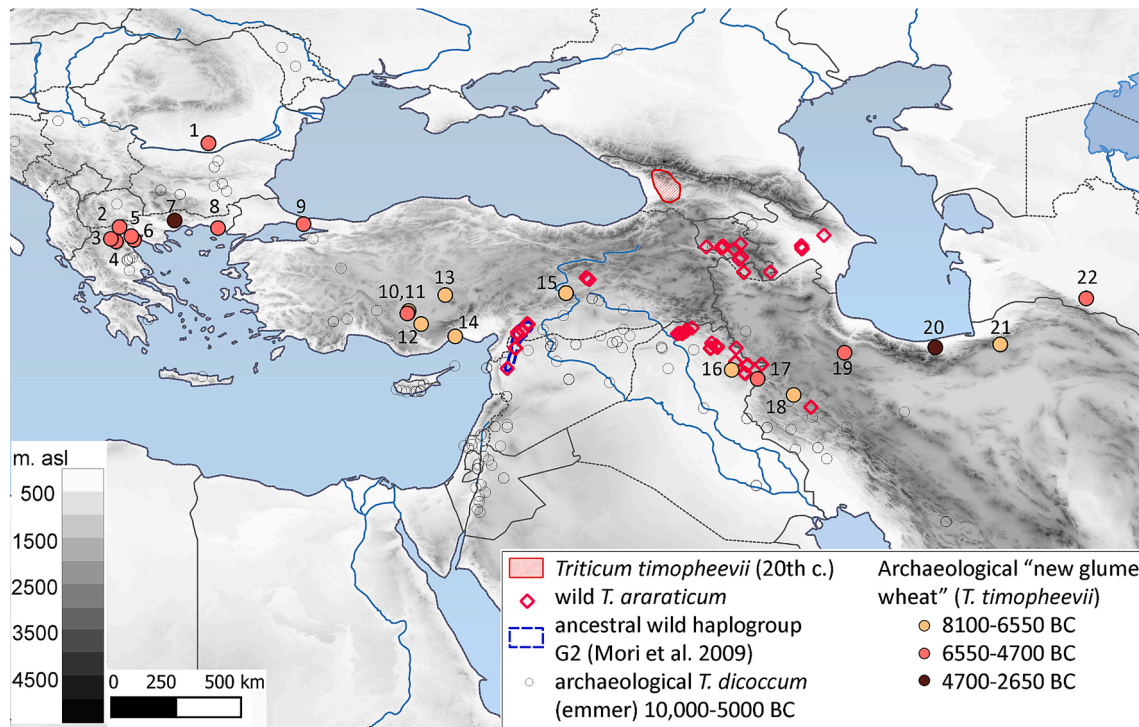 1
2
5
7
8
9
3
6
4
10,11
13
12
14
15
16
17
18
19
20
21
22
m. asl
500
1500
2500
3500
4500
0 250 500 km
Triticum timopheevii (20th c.)
wild T. araraticum
ancestral wild haplogroup
G2 (Mori et al. 2009)
archaeological T. dicoccum
(emmer) 10,000-5000 BC
Archaeological “new glume
wheat” (T. timopheevii)
8100-6550 BC
6550-4700 BC
4700-2650 BC